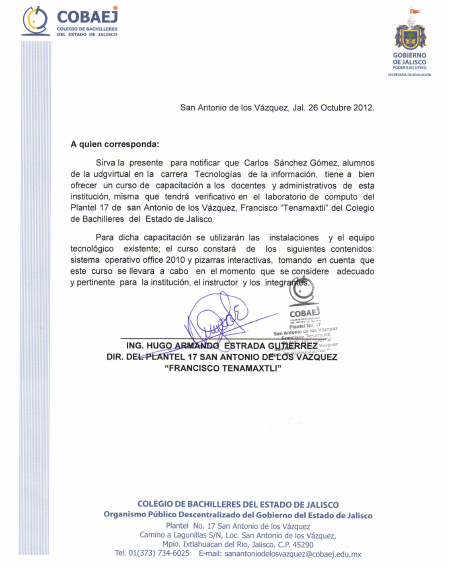 COBAEJ
COLEGIO DE BACHILLERES
DEL ESTADO DE JALISCO
GOBIERNO
DE JALISCO
PODER EJECUTIVO
SECRETARÍA DE EDUCACIÓN
San Antonio de los Vázquez, Jal. 26 Octubre 2012.
A quien corresponda:
Sirva la presente para notificar que Carlos Sánchez Gómez, alumnos
de la udgvirtual en la carrera Tecnologías de la información, tiene a bien
ofrecer un curso de capacitación a los docentes y administrativos de esta
institución, misma que tendrá verificativo en el laboratorio de computo del
Plantel 17 de san Antonio de los Vázquez, Francisco "Tenamaxtli" del Colegio
de Bachilleres del Estado de Jalisco.
Para dicha capacitación se utilizarán las instalaciones y el equipo
tecnológico existente; el curso constará de los siguientes contenidos:
sistema operativo office 2010 y pizarras interactivas, tomando en cuenta que
este curso se llevara a cabo en el momento que se considere adecuado
y pertinente para la institución, el instructor y los integrantes.
COBAEJ
Plantel No. 17
San Antonio de los Vázquez
Francisco Tenamaxtli
ING. HUGO ARMANDO ESTRADA GUTIERREZ
DIR. DEL PLANTEL 17 SAN ANTONIO DE LOS VAZQUEZ
"FRANCISCO TENAMAXTLI"
COLEGIO DE BACHILLERES DEL ESTADO DE JALISCO
Organismo Público Descentralizado del Gobierno del Estado de Jalisco
Plantel No. 17 San Antonio de los Vázquez
Camino a Lagunillas S/N, Loc. San Antonio de los Vázquez,
Mpio. Ixtlahuacan del Rio, Jalisco. C.P. 45290
Tel. 01(373) 734-6025 E-mail: sanantoniodelosvazquez@cobaej.edu.mx